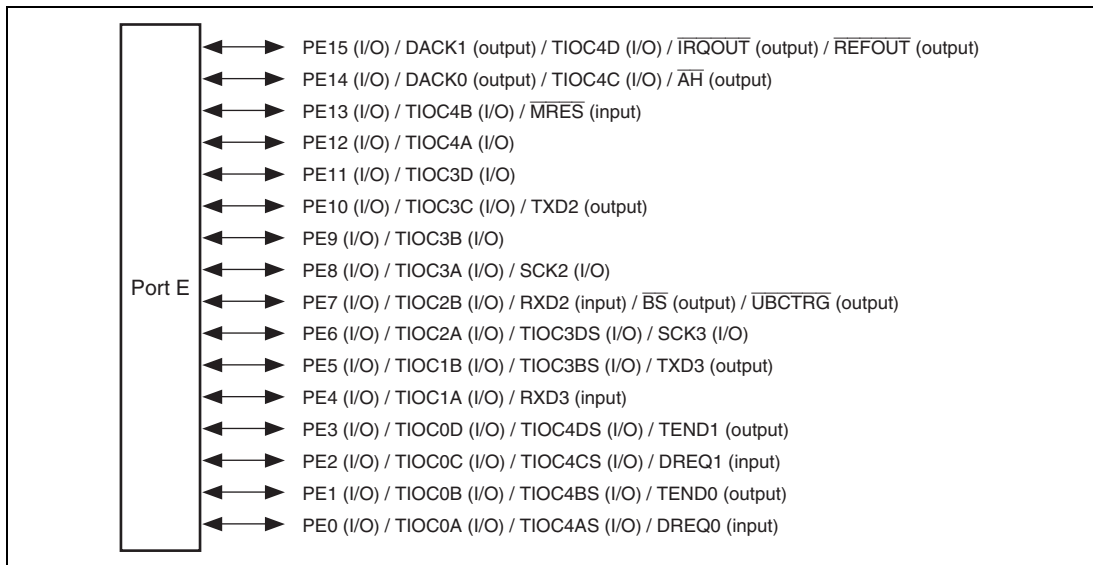 PE15 (I/O) / DACK1 (output) / TIOC4D (I/O) / IRQOUT (output) / REFOUT (output)
PE14 (I/O) / DACK0 (output) / TIOC4C (I/O) / AH (output)
PE13 (I/O) / TIOC4B (I/O) / MRES (input)
PE12 (I/O) / TIOC4A (I/O)
PE11 (I/O) / TIOC3D (I/O)
PE10 (I/O) / TIOC3C (I/O) / TXD2 (output)
PE9 (I/O) / TIOC3B (I/O)
PE8 (I/O) / TIOC3A (I/O) / SCK2 (I/O)
Port E
PE7 (I/O) / TIOC2B (I/O) / RXD2 (input) / BS (output) / UBCTRG (output)
PE6 (I/O) / TIOC2A (I/O) / TIOC3DS (I/O) / SCK3 (I/O)
PE5 (I/O) / TIOC1B (I/O) / TIOC3BS (I/O) / TXD3 (output)
PE4 (I/O) / TIOC1A (I/O) / RXD3 (input)
PE3 (I/O) / TIOC0D (I/O) / TIOC4DS (I/O) / TEND1 (output)
PE2 (I/O) / TIOC0C (I/O) / TIOC4CS (I/O) / DREQ1 (input)
PE1 (I/O) / TIOC0B (I/O) / TIOC4BS (I/O) / TEND0 (output)
PE0 (I/O) / TIOC0A (I/O) / TIOC4AS (I/O) / DREQ0 (input)